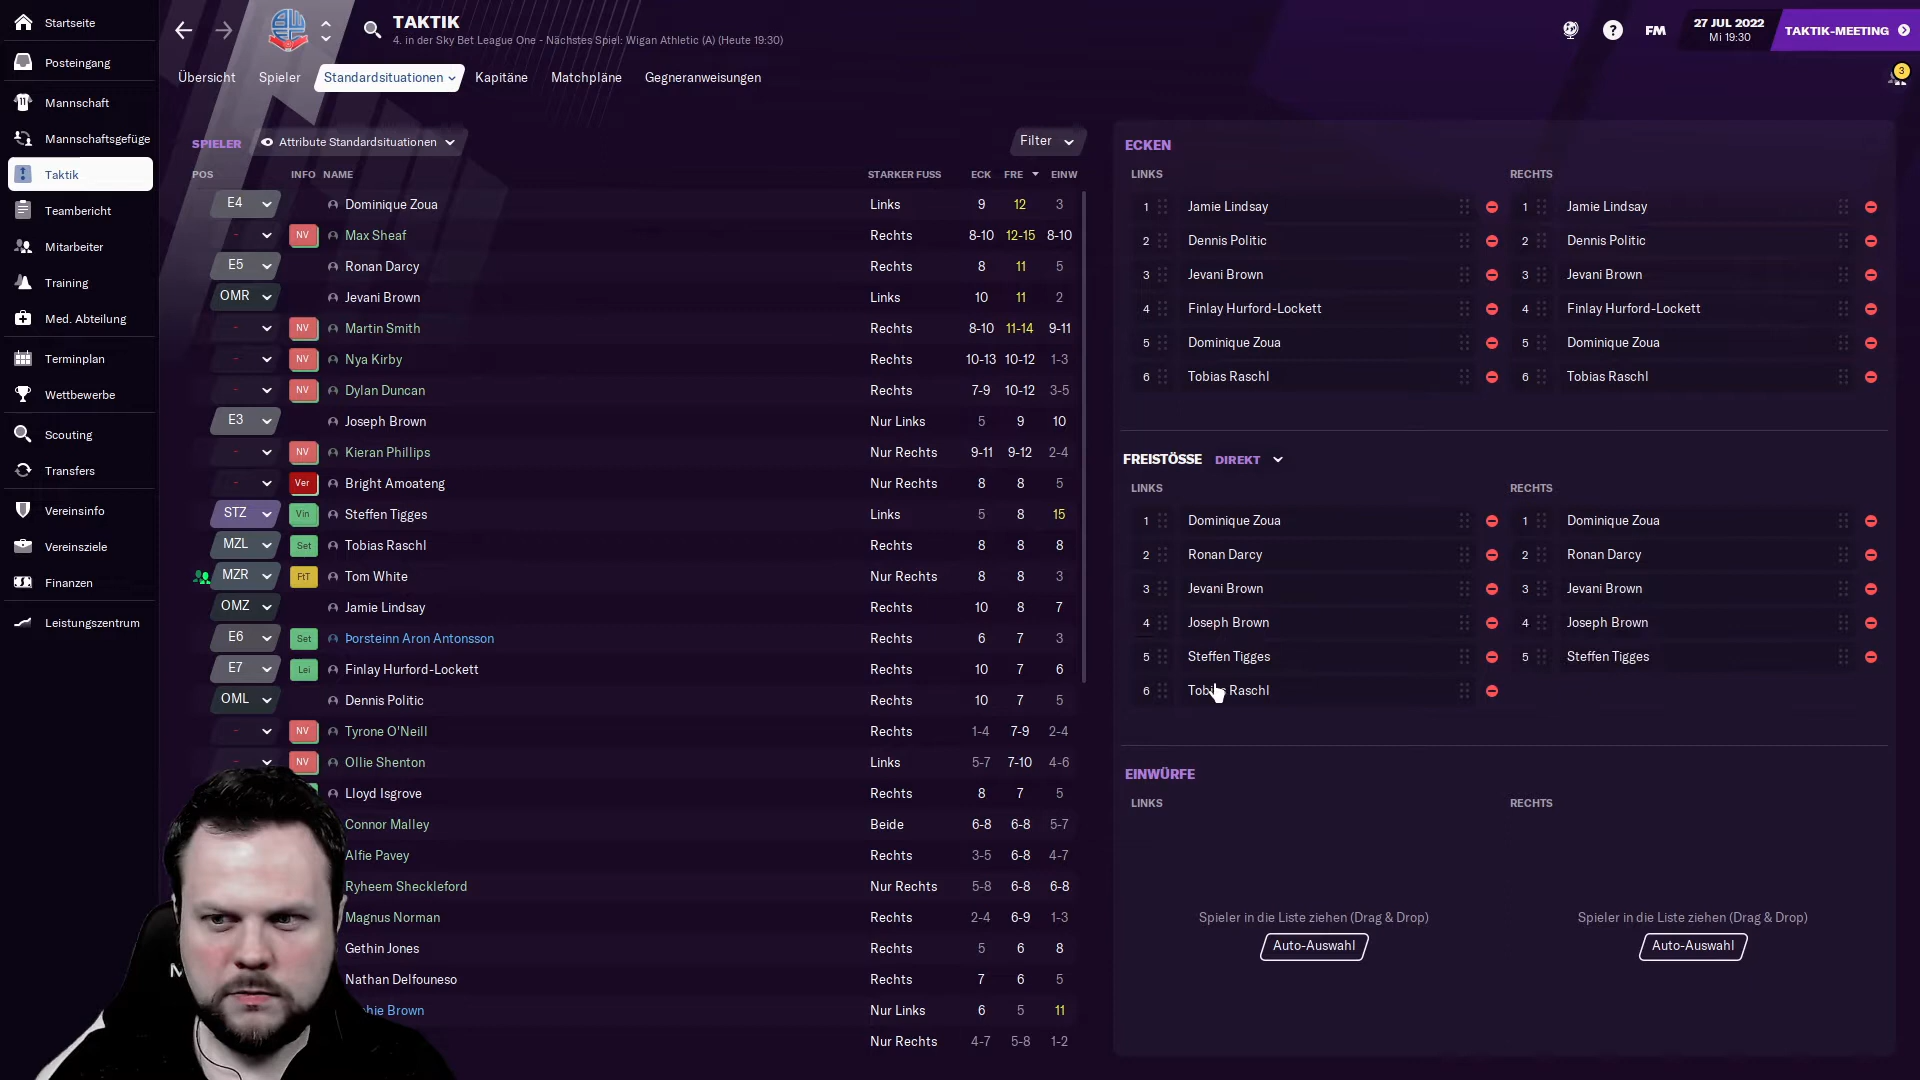 Startseite
Posteingang
Mannschaft
Mannschaftsgefüge
Taktik
Teambericht
Mitarbeiter
Training
Med. Abteilung
Terminplan
Wettbewerbe
Scouting
Transfers
Vereinsinfo
Vereinsziele
Finanzen
Leistungszentrum
TAKTIK
4. in der Sky Bet League One - Nächstes Spiel: Wigan Athletic (A) (Heute 19:30)
FM
27 JUL 2022
Mi 19:30
TAKTIK-MEETING
3
Übersicht Spieler Standardsituationen Kapitäne Matchpläne Gegneranweisungen
SPIELER Attribute Standardsituationen Filter
POS INFO NAME STARKER FUSS ECK FRE EINW
E4 Dominique Zoua Links 9 12 3
- NV Max Sheaf Rechts 8-10 12-15 8-10
E5 Ronan Darcy Rechts 8 11 5
OMR Jevani Brown Links 10 11 2
- NV Martin Smith Rechts 8-10 11-14 9-11
- NV Nya Kirby Rechts 10-13 10-12 1-3
- NV Dylan Duncan Rechts 7-9 10-12 3-5
E3 Joseph Brown Nur Links 5 9 10
- NV Kieran Phillips Nur Rechts 9-11 9-12 2-4
- Ver Bright Amoateng Nur Rechts 8 8 5
STZ Vin Steffen Tigges Links 5 8 15
MZL Set Tobias Raschl Rechts 8 8 8
MZR FtT Tom White Nur Rechts 8 8 3
OMZ Jamie Lindsay Rechts 10 8 7
E6 Set Þorsteinn Aron Antonsson Rechts 6 7 3
E7 Lei Finlay Hurford-Lockett Rechts 10 7 6
OML Dennis Politic Rechts 10 7 5
- NV Tyrone O'Neill Rechts 1-4 7-9 2-4
- NV Ollie Shenton Links 5-7 7-10 4-6
Lloyd Isgrove Rechts 8 7 5
Connor Malley Beide 6-8 6-8 5-7
Alfie Pavey Rechts 3-5 6-8 4-7
Ryheem Sheckleford Nur Rechts 5-8 6-8 6-8
Magnus Norman Rechts 2-4 6-9 1-3
Gethin Jones Rechts 5 6 8
Nathan Delfouneso Rechts 7 6 5
Brown Nur Links 6 5 11
Nur Rechts 4-7 5-8 1-2
ECKEN
LINKS RECHTS
1 Jamie Lindsay 1 Jamie Lindsay
2 Dennis Politic 2 Dennis Politic
3 Jevani Brown 3 Jevani Brown
4 Finlay Hurford-Lockett 4 Finlay Hurford-Lockett
5 Dominique Zoua 5 Dominique Zoua
6 Tobias Raschl 6 Tobias Raschl
FREISTÖSSE DIREKT
LINKS RECHTS
1 Dominique Zoua 1 Dominique Zoua
2 Ronan Darcy 2 Ronan Darcy
3 Jevani Brown 3 Jevani Brown
4 Joseph Brown 4 Joseph Brown
5 Steffen Tigges 5 Steffen Tigges
6 Tobias Raschl
EINWÜRFE
LINKS RECHTS
Spieler in die Liste ziehen (Drag & Drop) Spieler in die Liste ziehen (Drag & Drop)
Auto-Auswahl Auto-Auswahl